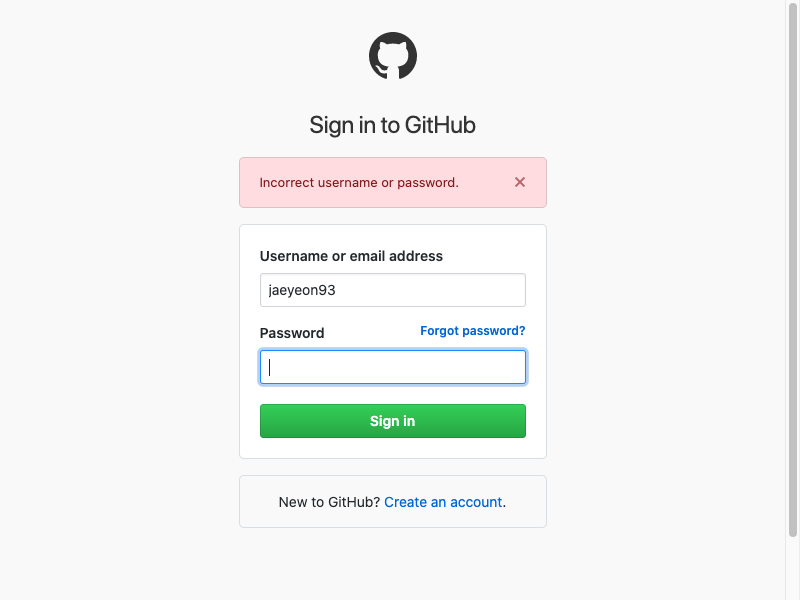 Sign in to GitHub
Incorrect username or password.
Username or email address
jaeyeon93
Password
Forgot password?
Sign in
New to GitHub? Create an account.